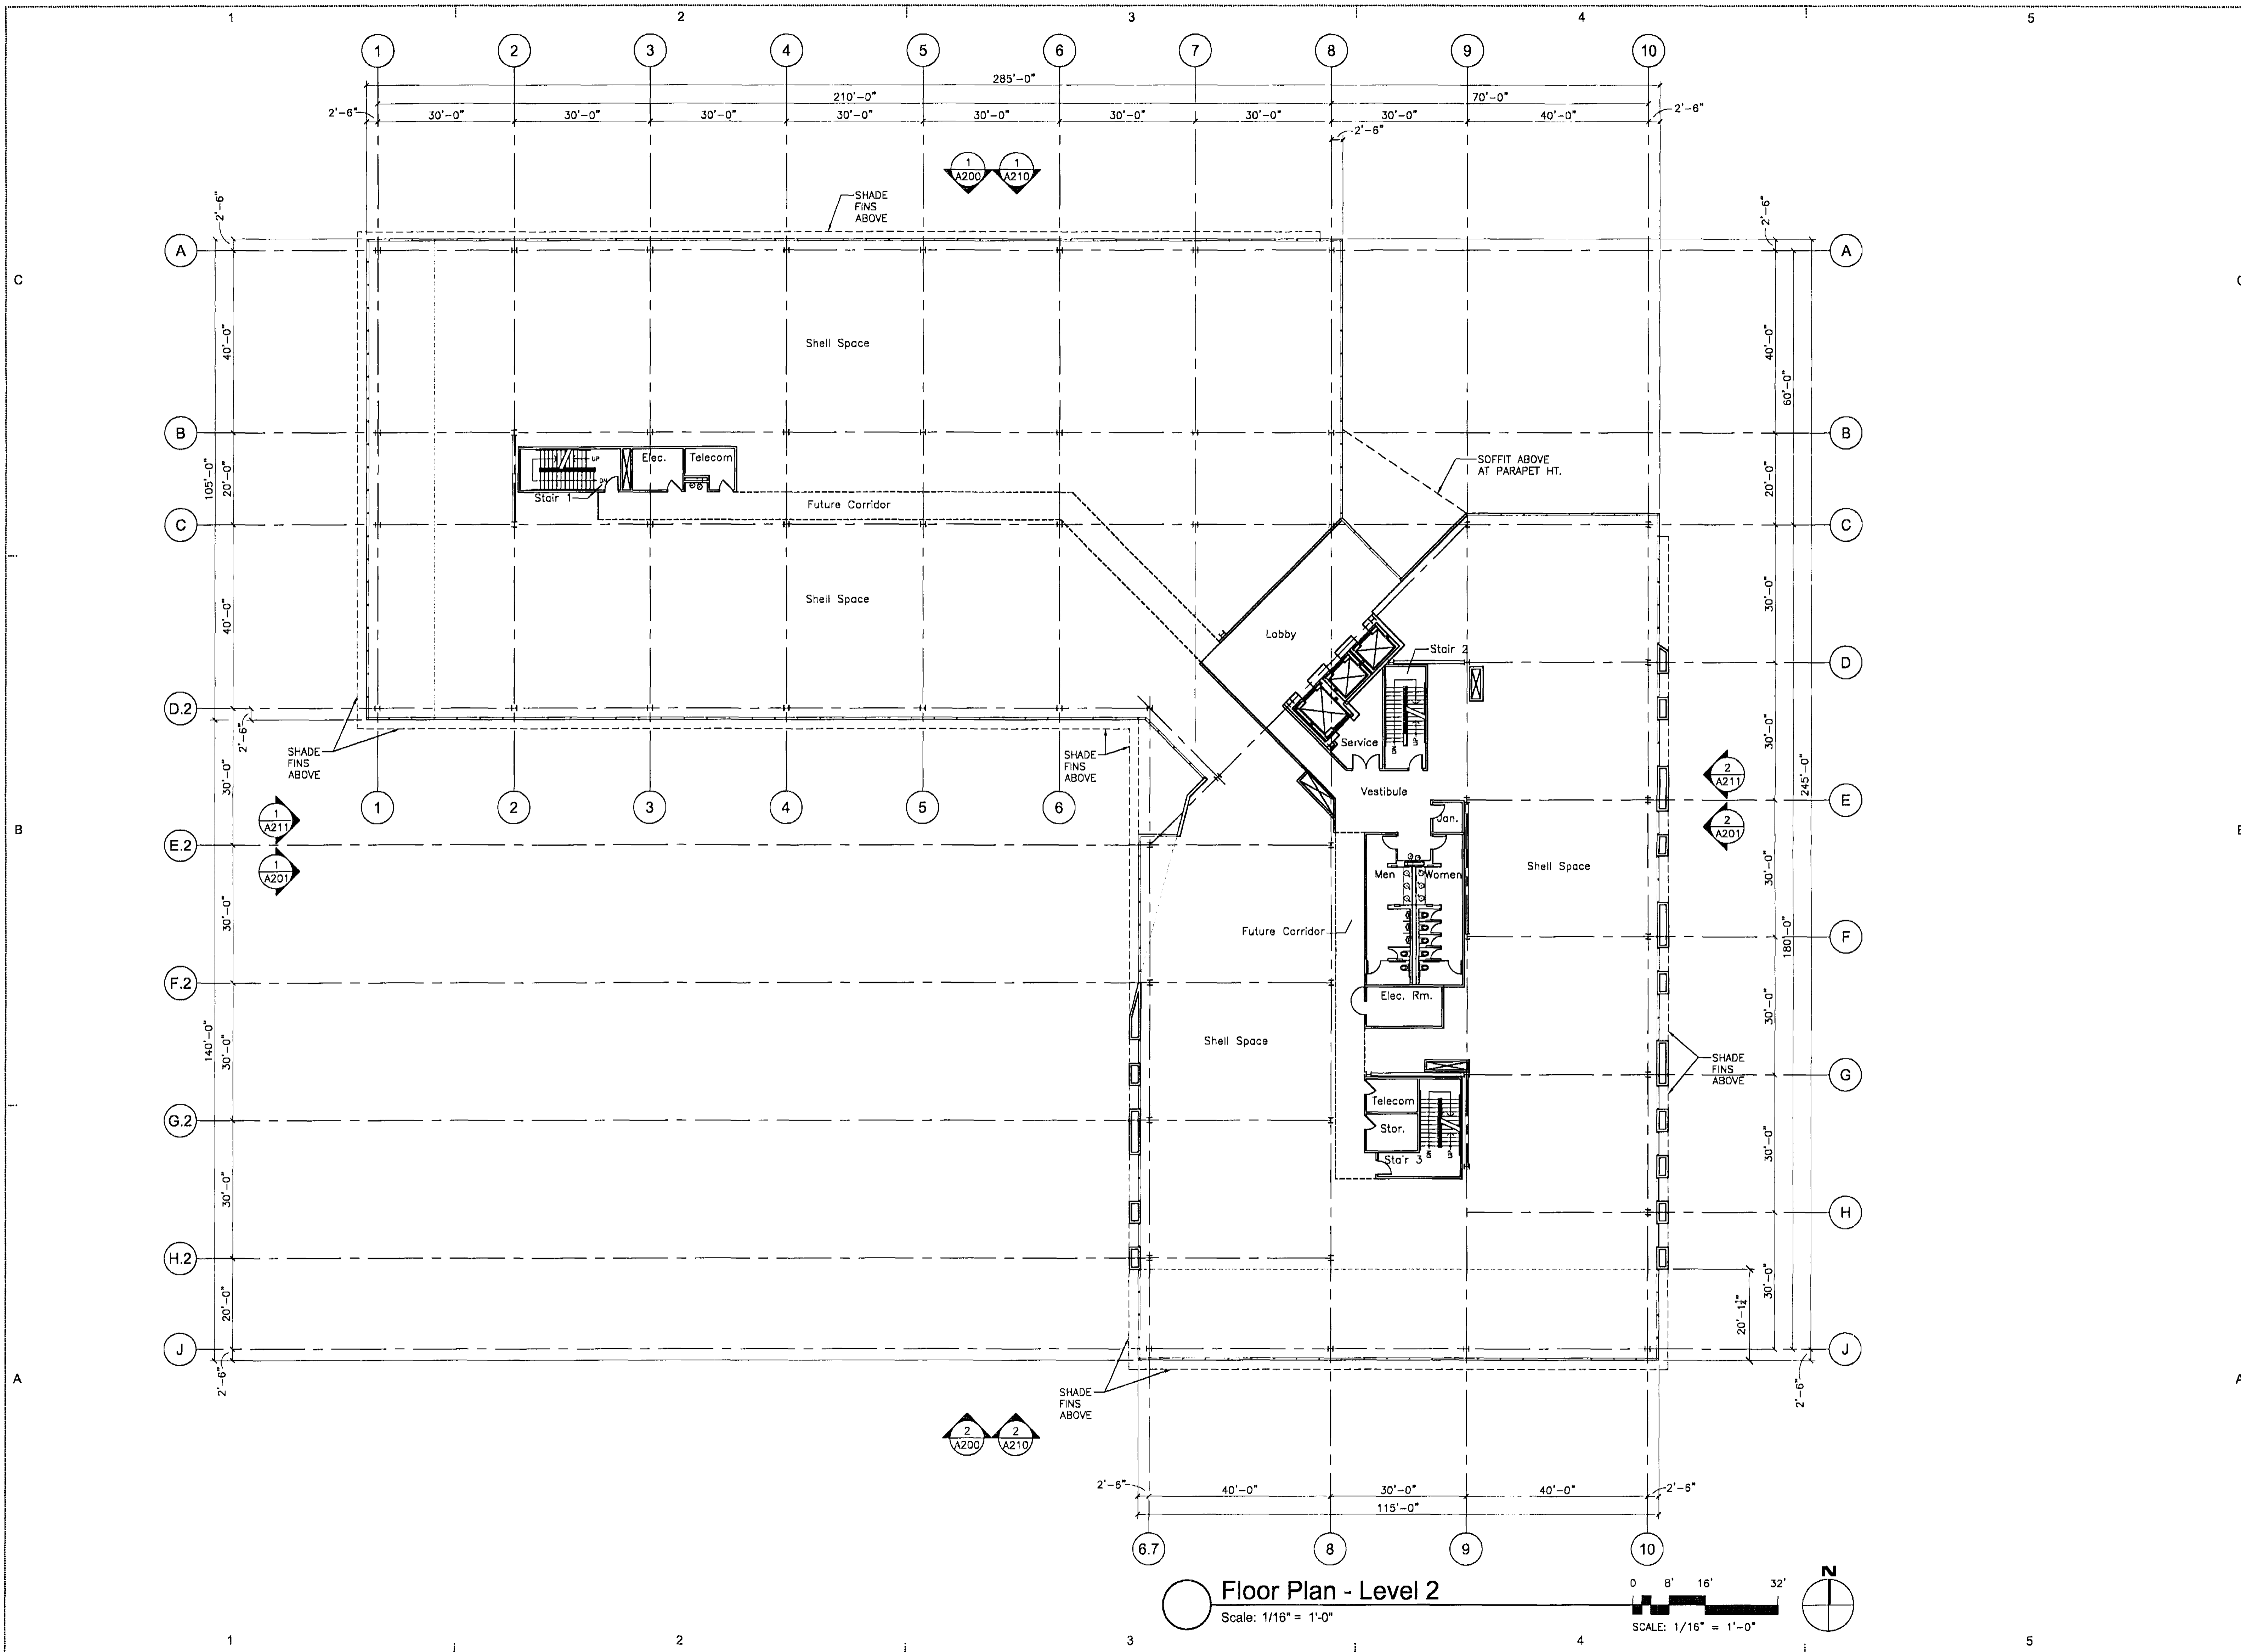 1 2 3 4 5
1 2 3 4 5 6 7 8 9 10
285'-0"
210'-0" 70'-0"
2'-6" 30'-0" 30'-0" 30'-0" 30'-0" 30'-0" 30'-0" 30'-0" 30'-0" 40'-0" 2'-6"
2'-6"
1 1
A200 A210
SHADE
FINS
ABOVE
2'-6" 2'-6"
A A
C
40'-0" 40'-0"
60'-0"
Shell Space
B B
SOFFIT ABOVE
AT PARAPET HT.
Elec. Telecom
UP
DN
Stair 1
105'-0" 20'-0" 20'-0"
Future Corridor
C C
40'-0" 30'-0"
Shell Space
Lobby
Stair 2
D
D.2
2'-6"
Service
DN UP
30'-0"
SHADE
FINS
ABOVE
SHADE
FINS
ABOVE
30'-0"
2
A211
245'-0"
Vestibule
E
1 2 3 4 5 6
1
A211
2
A201
B
Jan.
E.2
1
A201
Men Women
Shell Space
30'-0"
30'-0"
Future Corridor
F
180'-0"
F.2
Elec. Rm.
140'-0" 30'-0" 30'-0"
Shell Space
SHADE
FINS
ABOVE
G
Telecom
G.2
Stor.
Stair 3 DN UP
30'-0" 30'-0"
H
H.2
20'-0" 30'-0"
20'-1½"
J J
2'-6" 2'-6"
A
SHADE
FINS
ABOVE
2 2
A200 A210
2'-6" 40'-0" 30'-0" 40'-0" 2'-6"
115'-0"
6.7 8 9 10
Floor Plan - Level 2
Scale: 1/16" = 1'-0"
0 8' 16' 32'
SCALE: 1/16" = 1'-0"
N
1 2 3 4 5